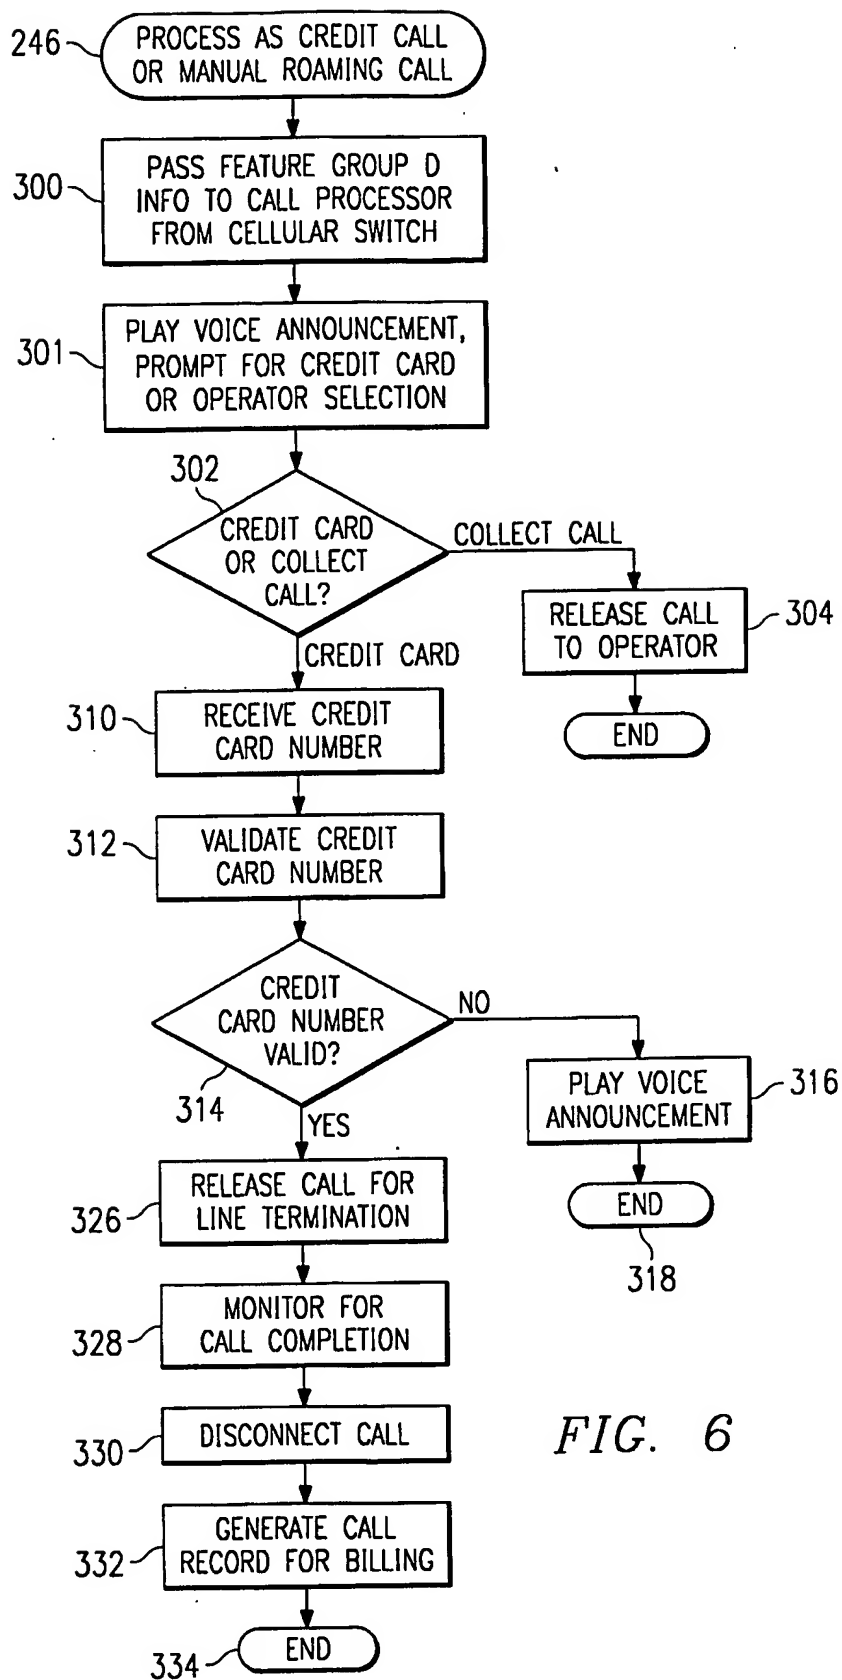 246
PROCESS AS CREDIT CALL
OR MANUAL ROAMING CALL
300
PASS FEATURE GROUP D
INFO TO CALL PROCESSOR
FROM CELLULAR SWITCH
301
PLAY VOICE ANNOUNCEMENT,
PROMPT FOR CREDIT CARD
OR OPERATOR SELECTION
302
CREDIT CARD
OR COLLECT
CALL?
COLLECT CALL
RELEASE CALL
TO OPERATOR
304
END
CREDIT CARD
310
RECEIVE CREDIT
CARD NUMBER
312
VALIDATE CREDIT
CARD NUMBER
CREDIT
CARD NUMBER
VALID?
314
NO
PLAY VOICE
ANNOUNCEMENT
316
END
318
YES
326
RELEASE CALL FOR
LINE TERMINATION
328
MONITOR FOR
CALL COMPLETION
330
DISCONNECT CALL
332
GENERATE CALL
RECORD FOR BILLING
334
END
FIG. 6